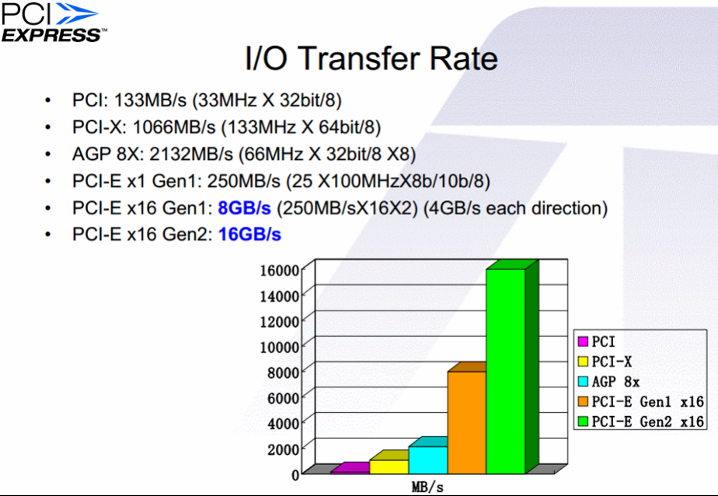 PCI
EXPRESS™
I/O Transfer Rate
• PCI: 133MB/s (33MHz X 32bit/8)
• PCI-X: 1066MB/s (133MHz X 64bit/8)
• AGP 8X: 2132MB/s (66MHz X 32bit/8 X8)
• PCI-E x1 Gen1: 250MB/s (25 X100MHzX8b/10b/8)
• PCI-E x16 Gen1: 8GB/s (250MB/sX16X2) (4GB/s each direction)
• PCI-E x16 Gen2: 16GB/s
16000
14000
12000
10000
8000
6000
4000
2000
0
MB/s
PCI
PCI-X
AGP 8x
PCI-E Gen1 x16
PCI-E Gen2 x16